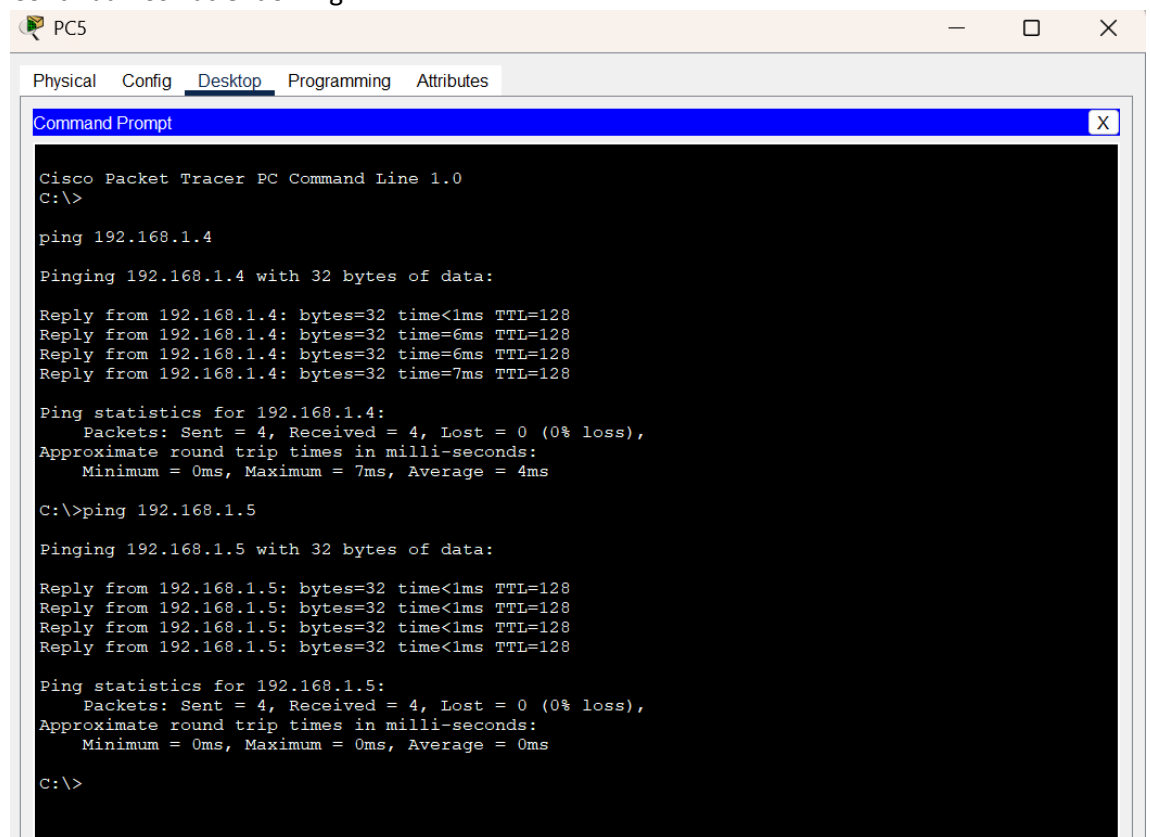 PC5
Physical Config Desktop Programming Attributes
Command Prompt
X
Cisco Packet Tracer PC Command Line 1.0
C:\>
ping 192.168.1.4
Pinging 192.168.1.4 with 32 bytes of data:
Reply from 192.168.1.4: bytes=32 time<1ms TTL=128
Reply from 192.168.1.4: bytes=32 time=6ms TTL=128
Reply from 192.168.1.4: bytes=32 time=6ms TTL=128
Reply from 192.168.1.4: bytes=32 time=7ms TTL=128
Ping statistics for 192.168.1.4:
Packets: Sent = 4, Received = 4, Lost = 0 (0% loss),
Approximate round trip times in milli-seconds:
Minimum = 0ms, Maximum = 7ms, Average = 4ms
C:\>ping 192.168.1.5
Pinging 192.168.1.5 with 32 bytes of data:
Reply from 192.168.1.5: bytes=32 time<1ms TTL=128
Reply from 192.168.1.5: bytes=32 time<1ms TTL=128
Reply from 192.168.1.5: bytes=32 time<1ms TTL=128
Reply from 192.168.1.5: bytes=32 time<1ms TTL=128
Ping statistics for 192.168.1.5:
Packets: Sent = 4, Received = 4, Lost = 0 (0% loss),
Approximate round trip times in milli-seconds:
Minimum = 0ms, Maximum = 0ms, Average = 0ms
C:\>